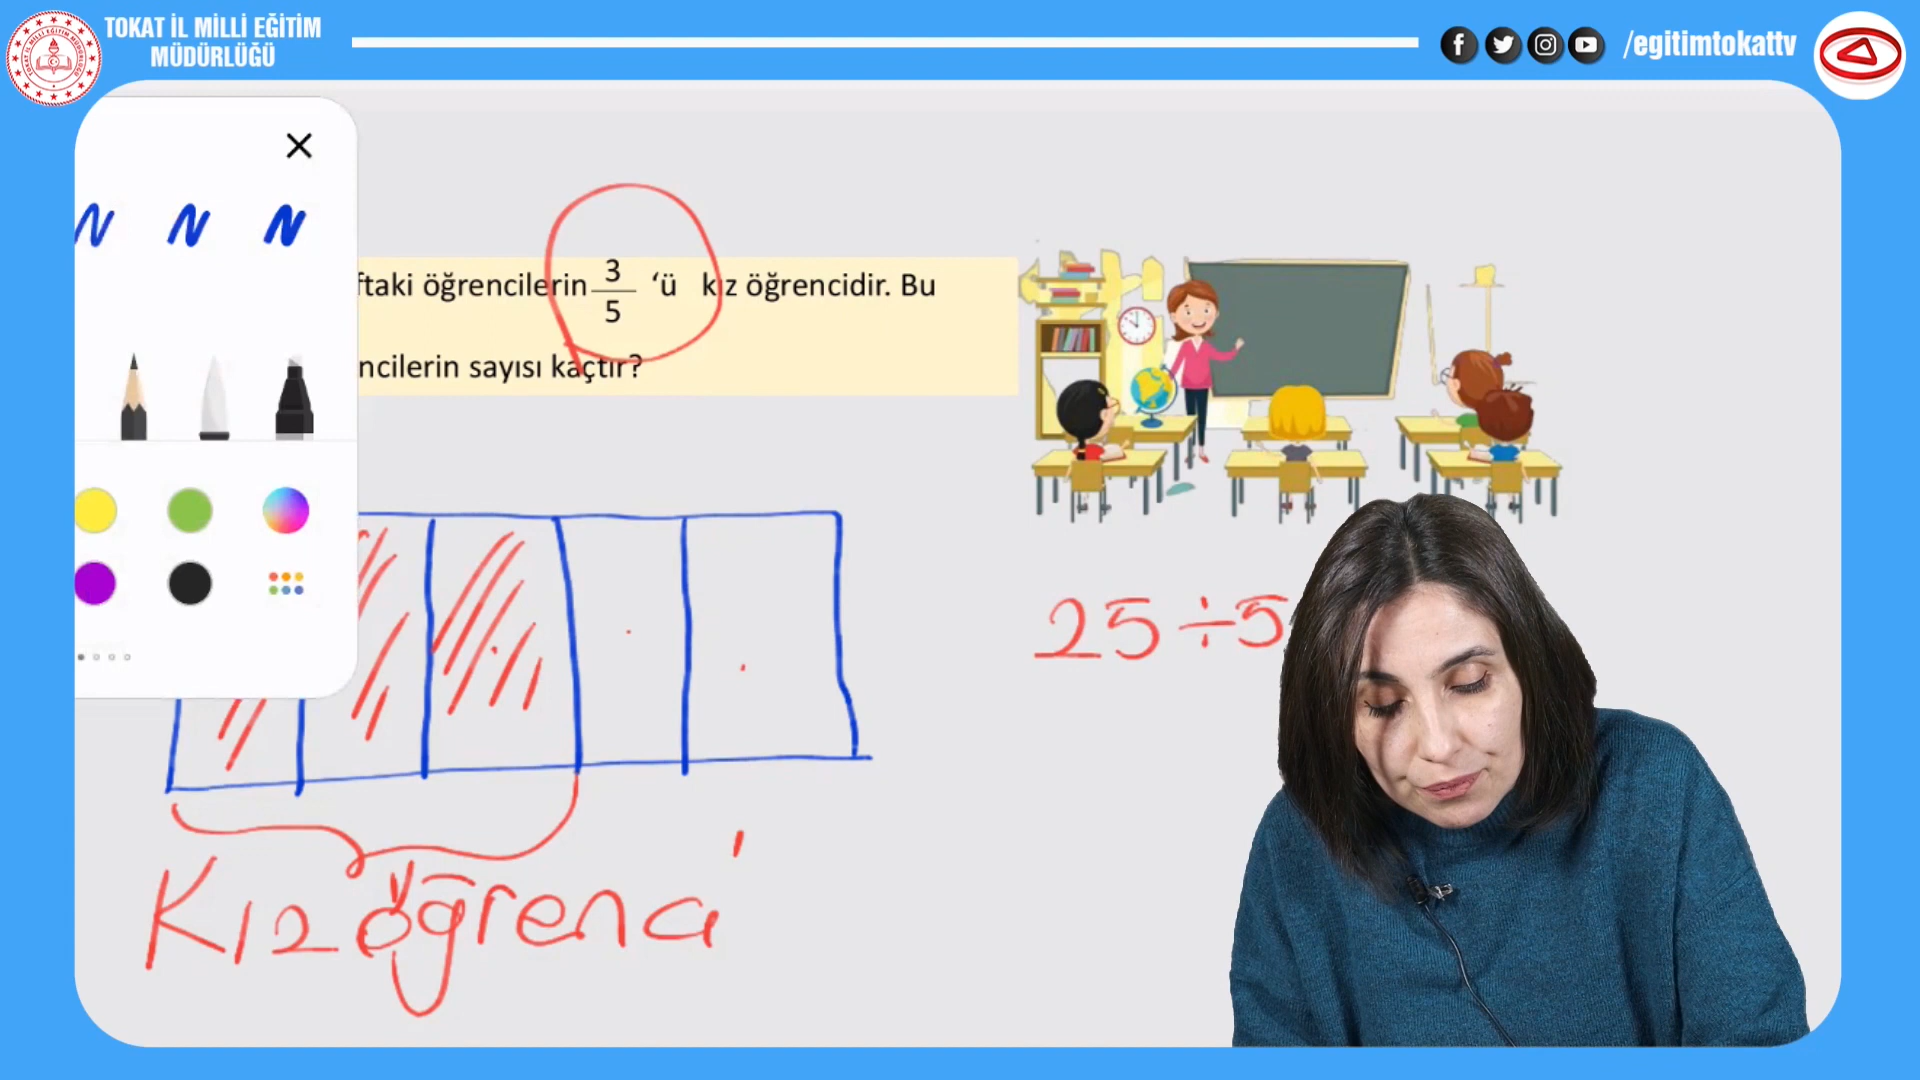 TOKAT İL MİLLİ EĞİTİM
MÜDÜRLÜĞÜ
/egitimtokattv
ftaki öğrencilerin 3/5 ‘ü kız öğrencidir. Bu
ncilerin sayısı kaçtır?
25÷5
Kız öğrenci